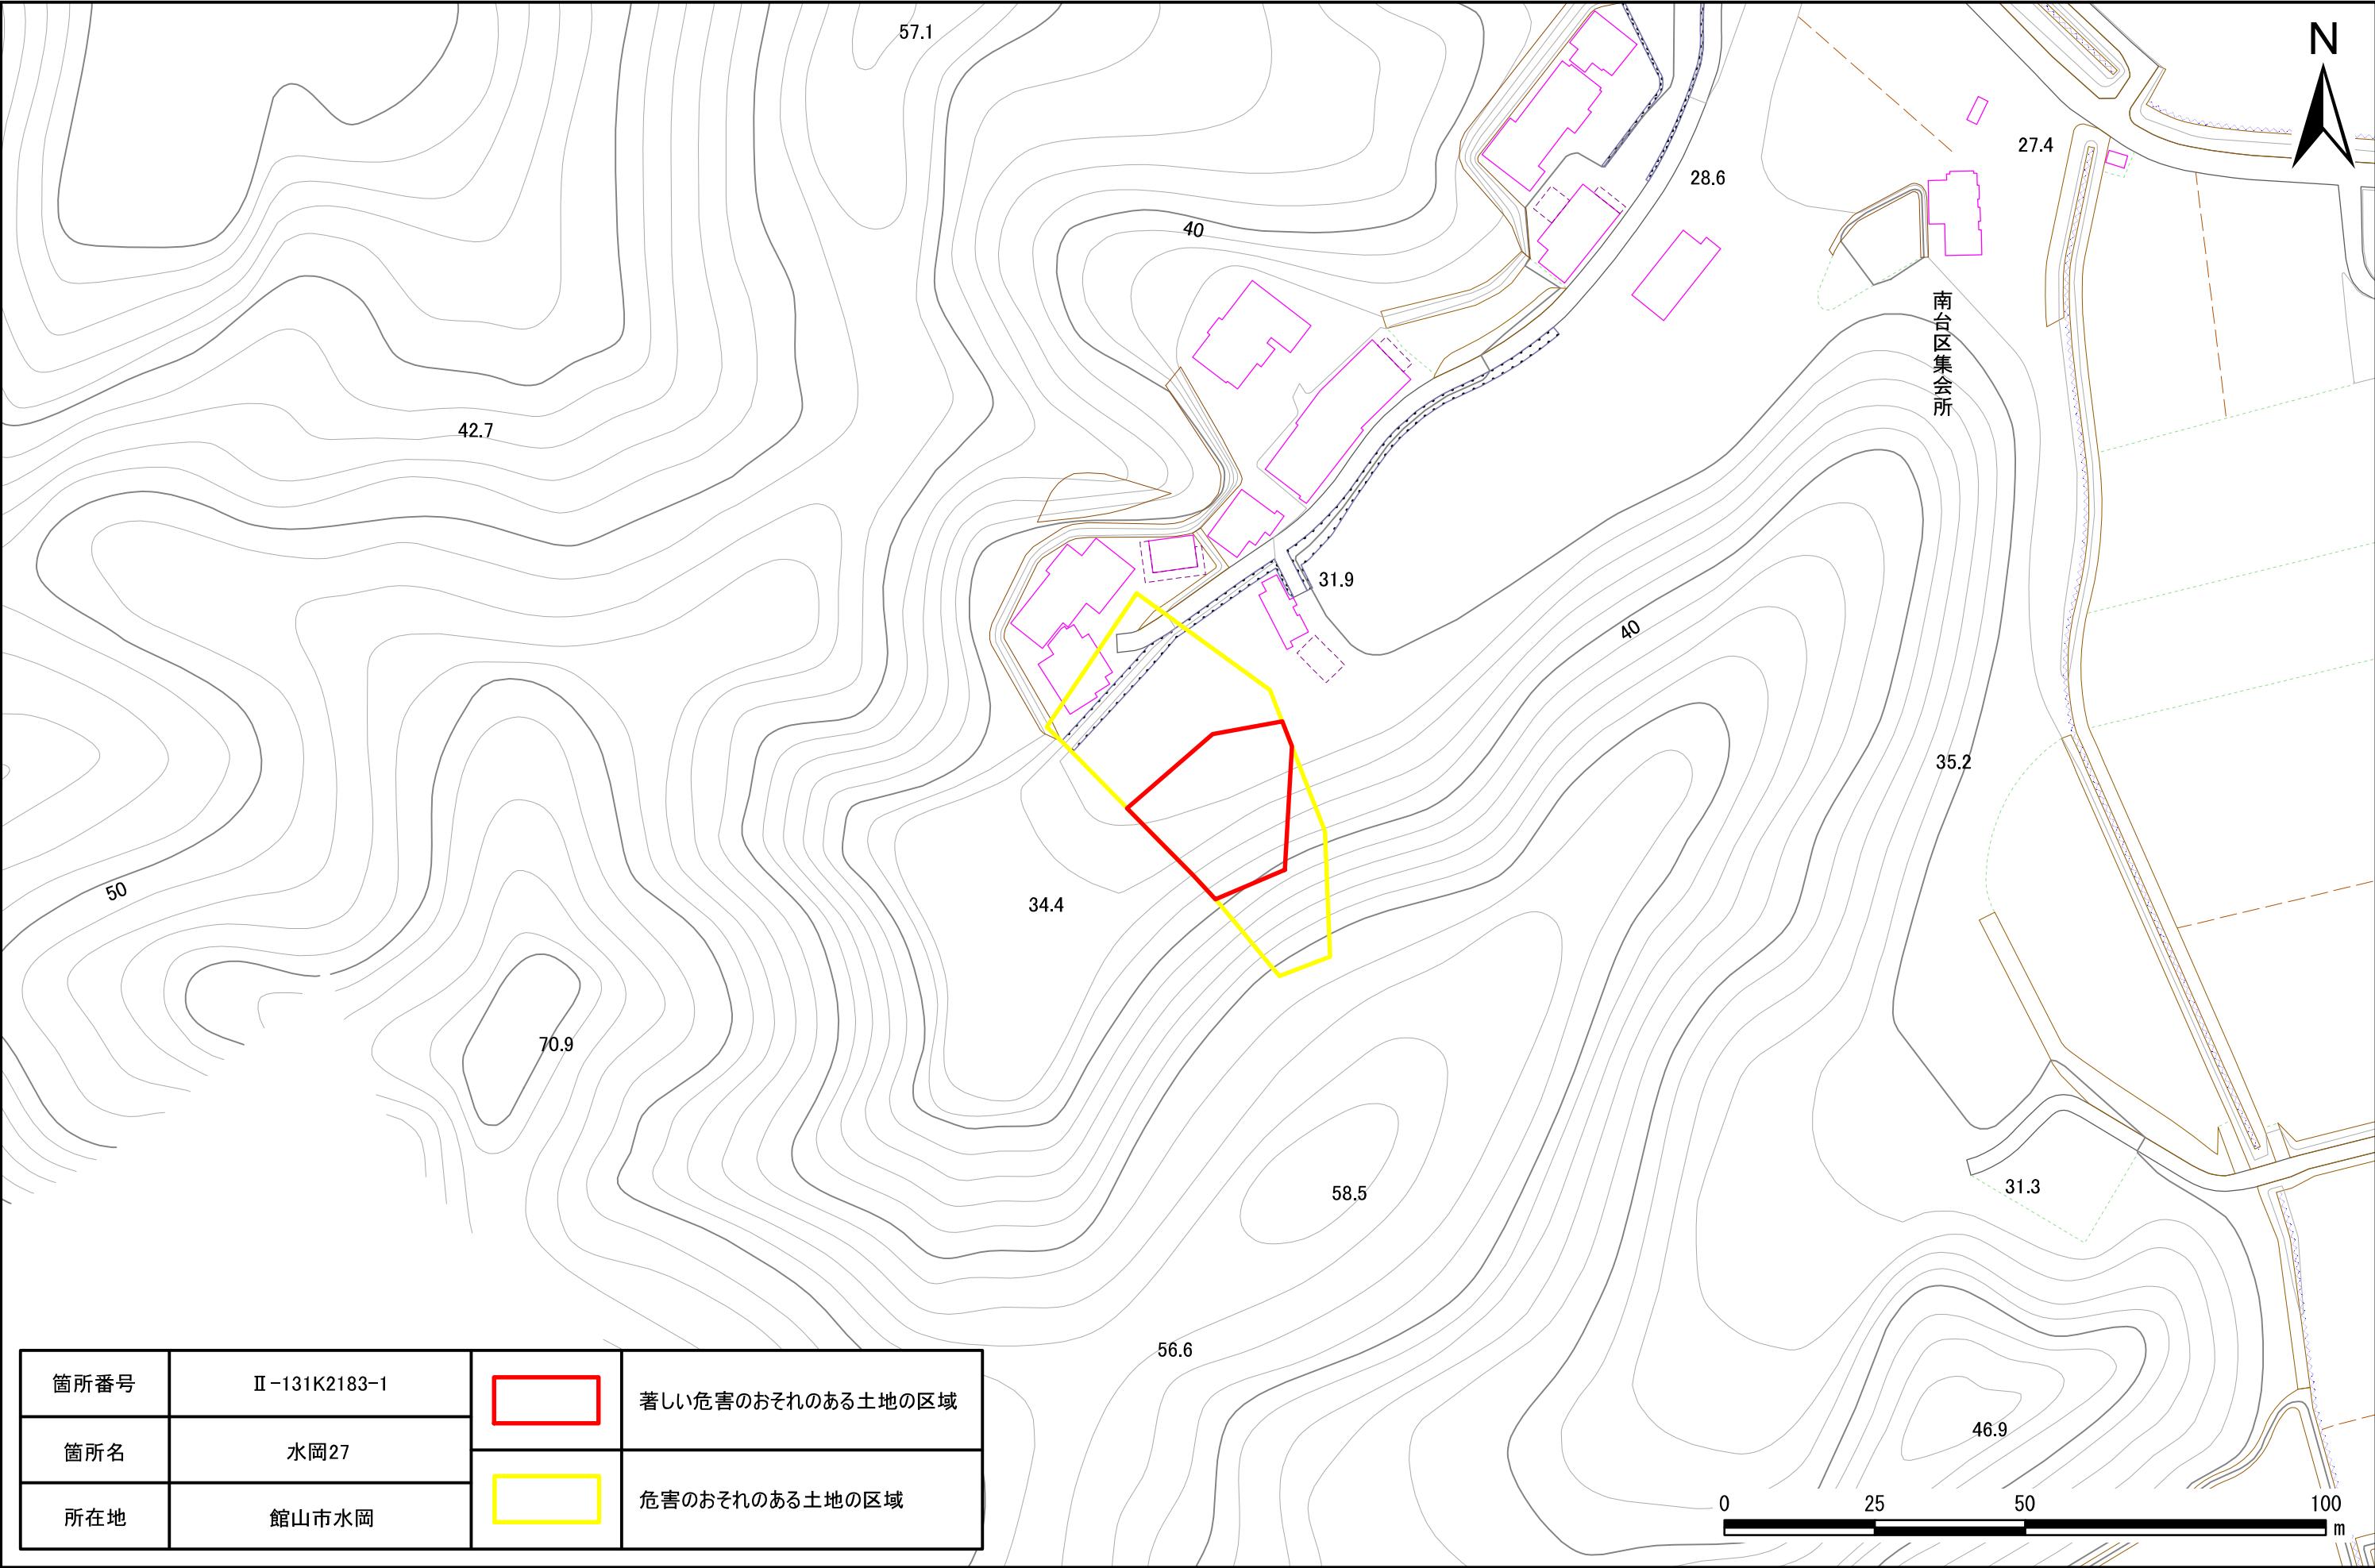 57.1
N
27.4
28.6
40
南台区集会所
42.7
31.9
40
35.2
50
34.4
70.9
58.5
31.3
56.6
46.9
箇所番号 Ⅱ-131K2183-1
箇所名 水岡27
所在地 館山市水岡
著しい危害のおそれのある土地の区域
危害のおそれのある土地の区域
0 25 50 100
m